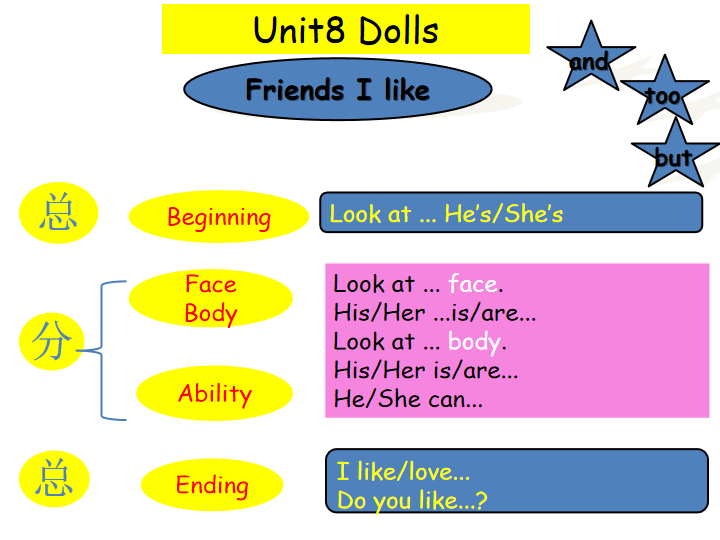 Unit8 Dolls
Friends I like
and
too
but
总
Beginning
Look at ... He's/She's
分
Face
Body
Ability
Look at ... face.
His/Her ...is/are...
Look at ... body.
His/Her is/are...
He/She can...
总
Ending
I like/love...
Do you like...?